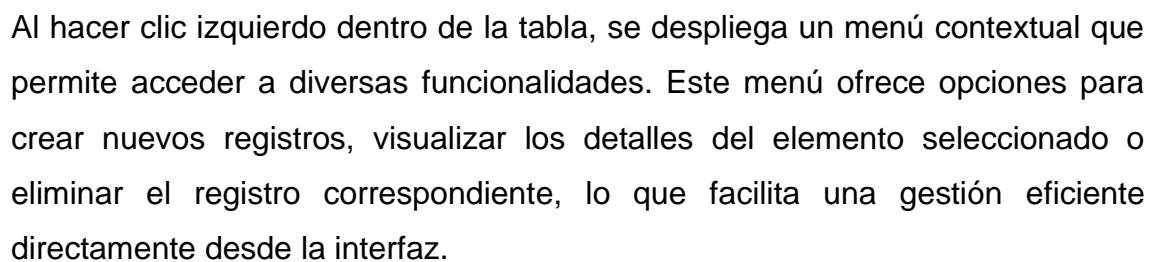 Al hacer clic izquierdo dentro de la tabla, se despliega un menú contextual que
permite acceder a diversas funcionalidades. Este menú ofrece opciones para
crear nuevos registros, visualizar los detalles del elemento seleccionado o
eliminar el registro correspondiente, lo que facilita una gestión eficiente
directamente desde la interfaz.